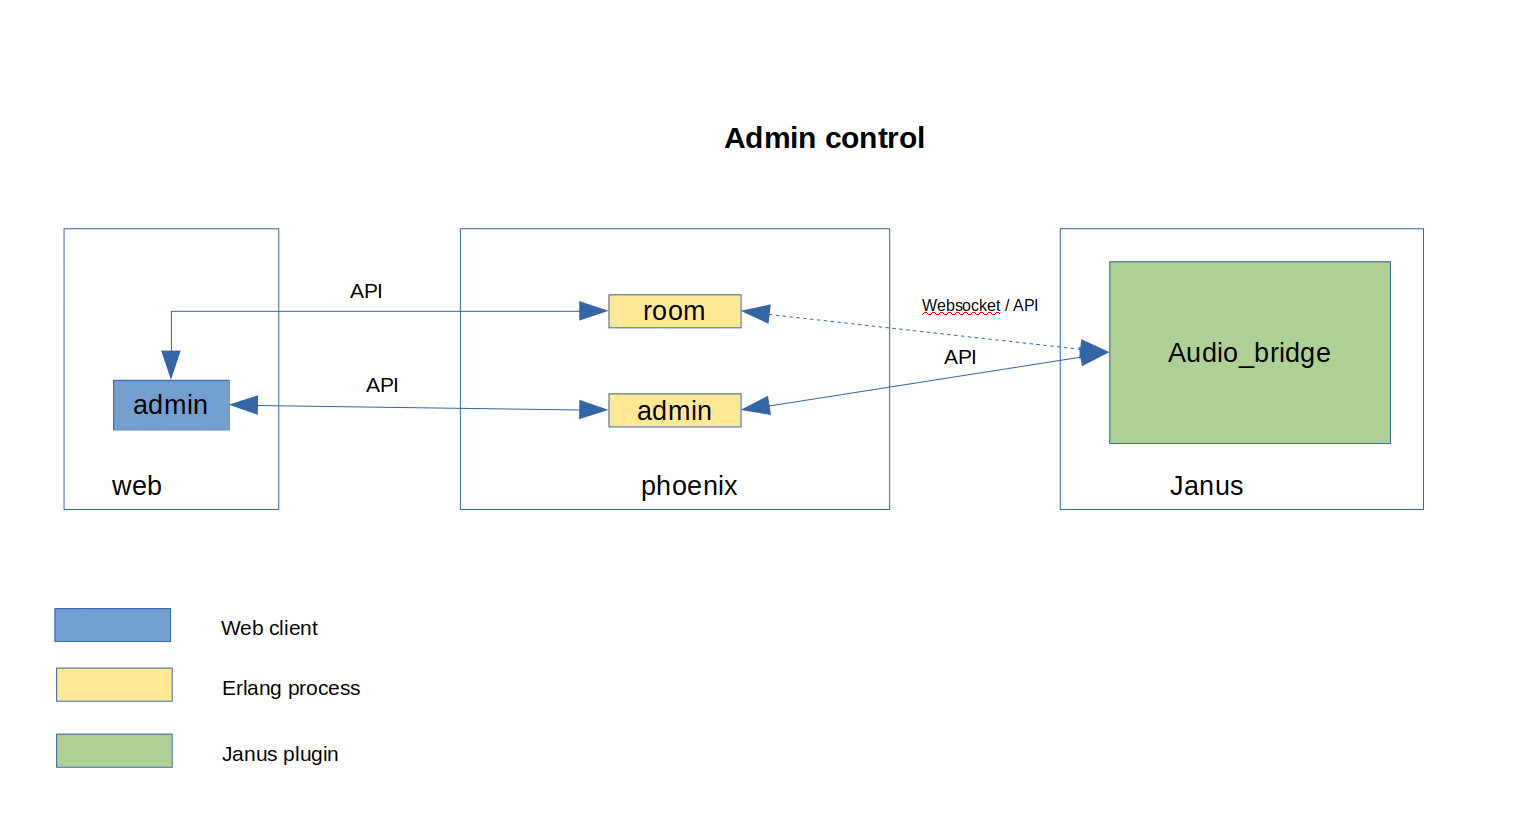 Admin control
API
room
Websocket / API
Audio_bridge
API
API
admin
admin
web
phoenix
Janus
Web client
Erlang process
Janus plugin